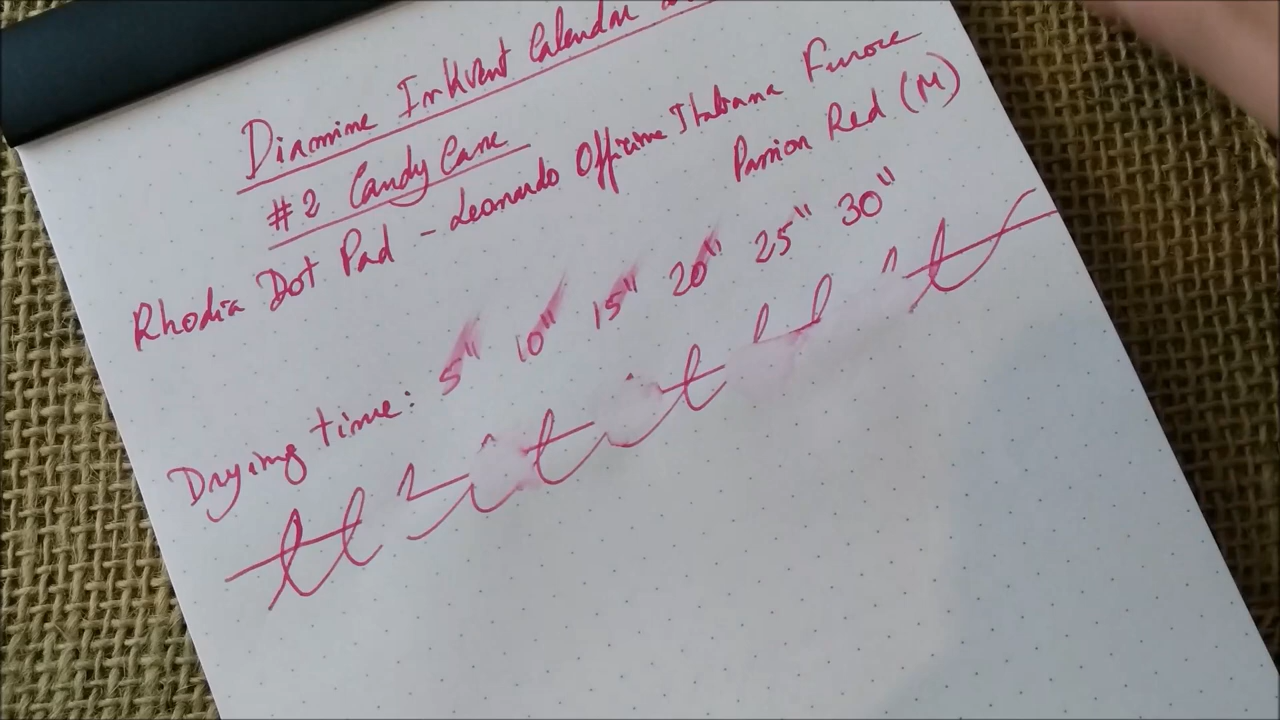 Diamine InkVent Calendar
#2 Candy Cane
Rhodia Dot Pad - Leonardo Officina Italiana Furore
Passion Red (M)
Drying time: 5" 10" 15" 20" 25" 30"